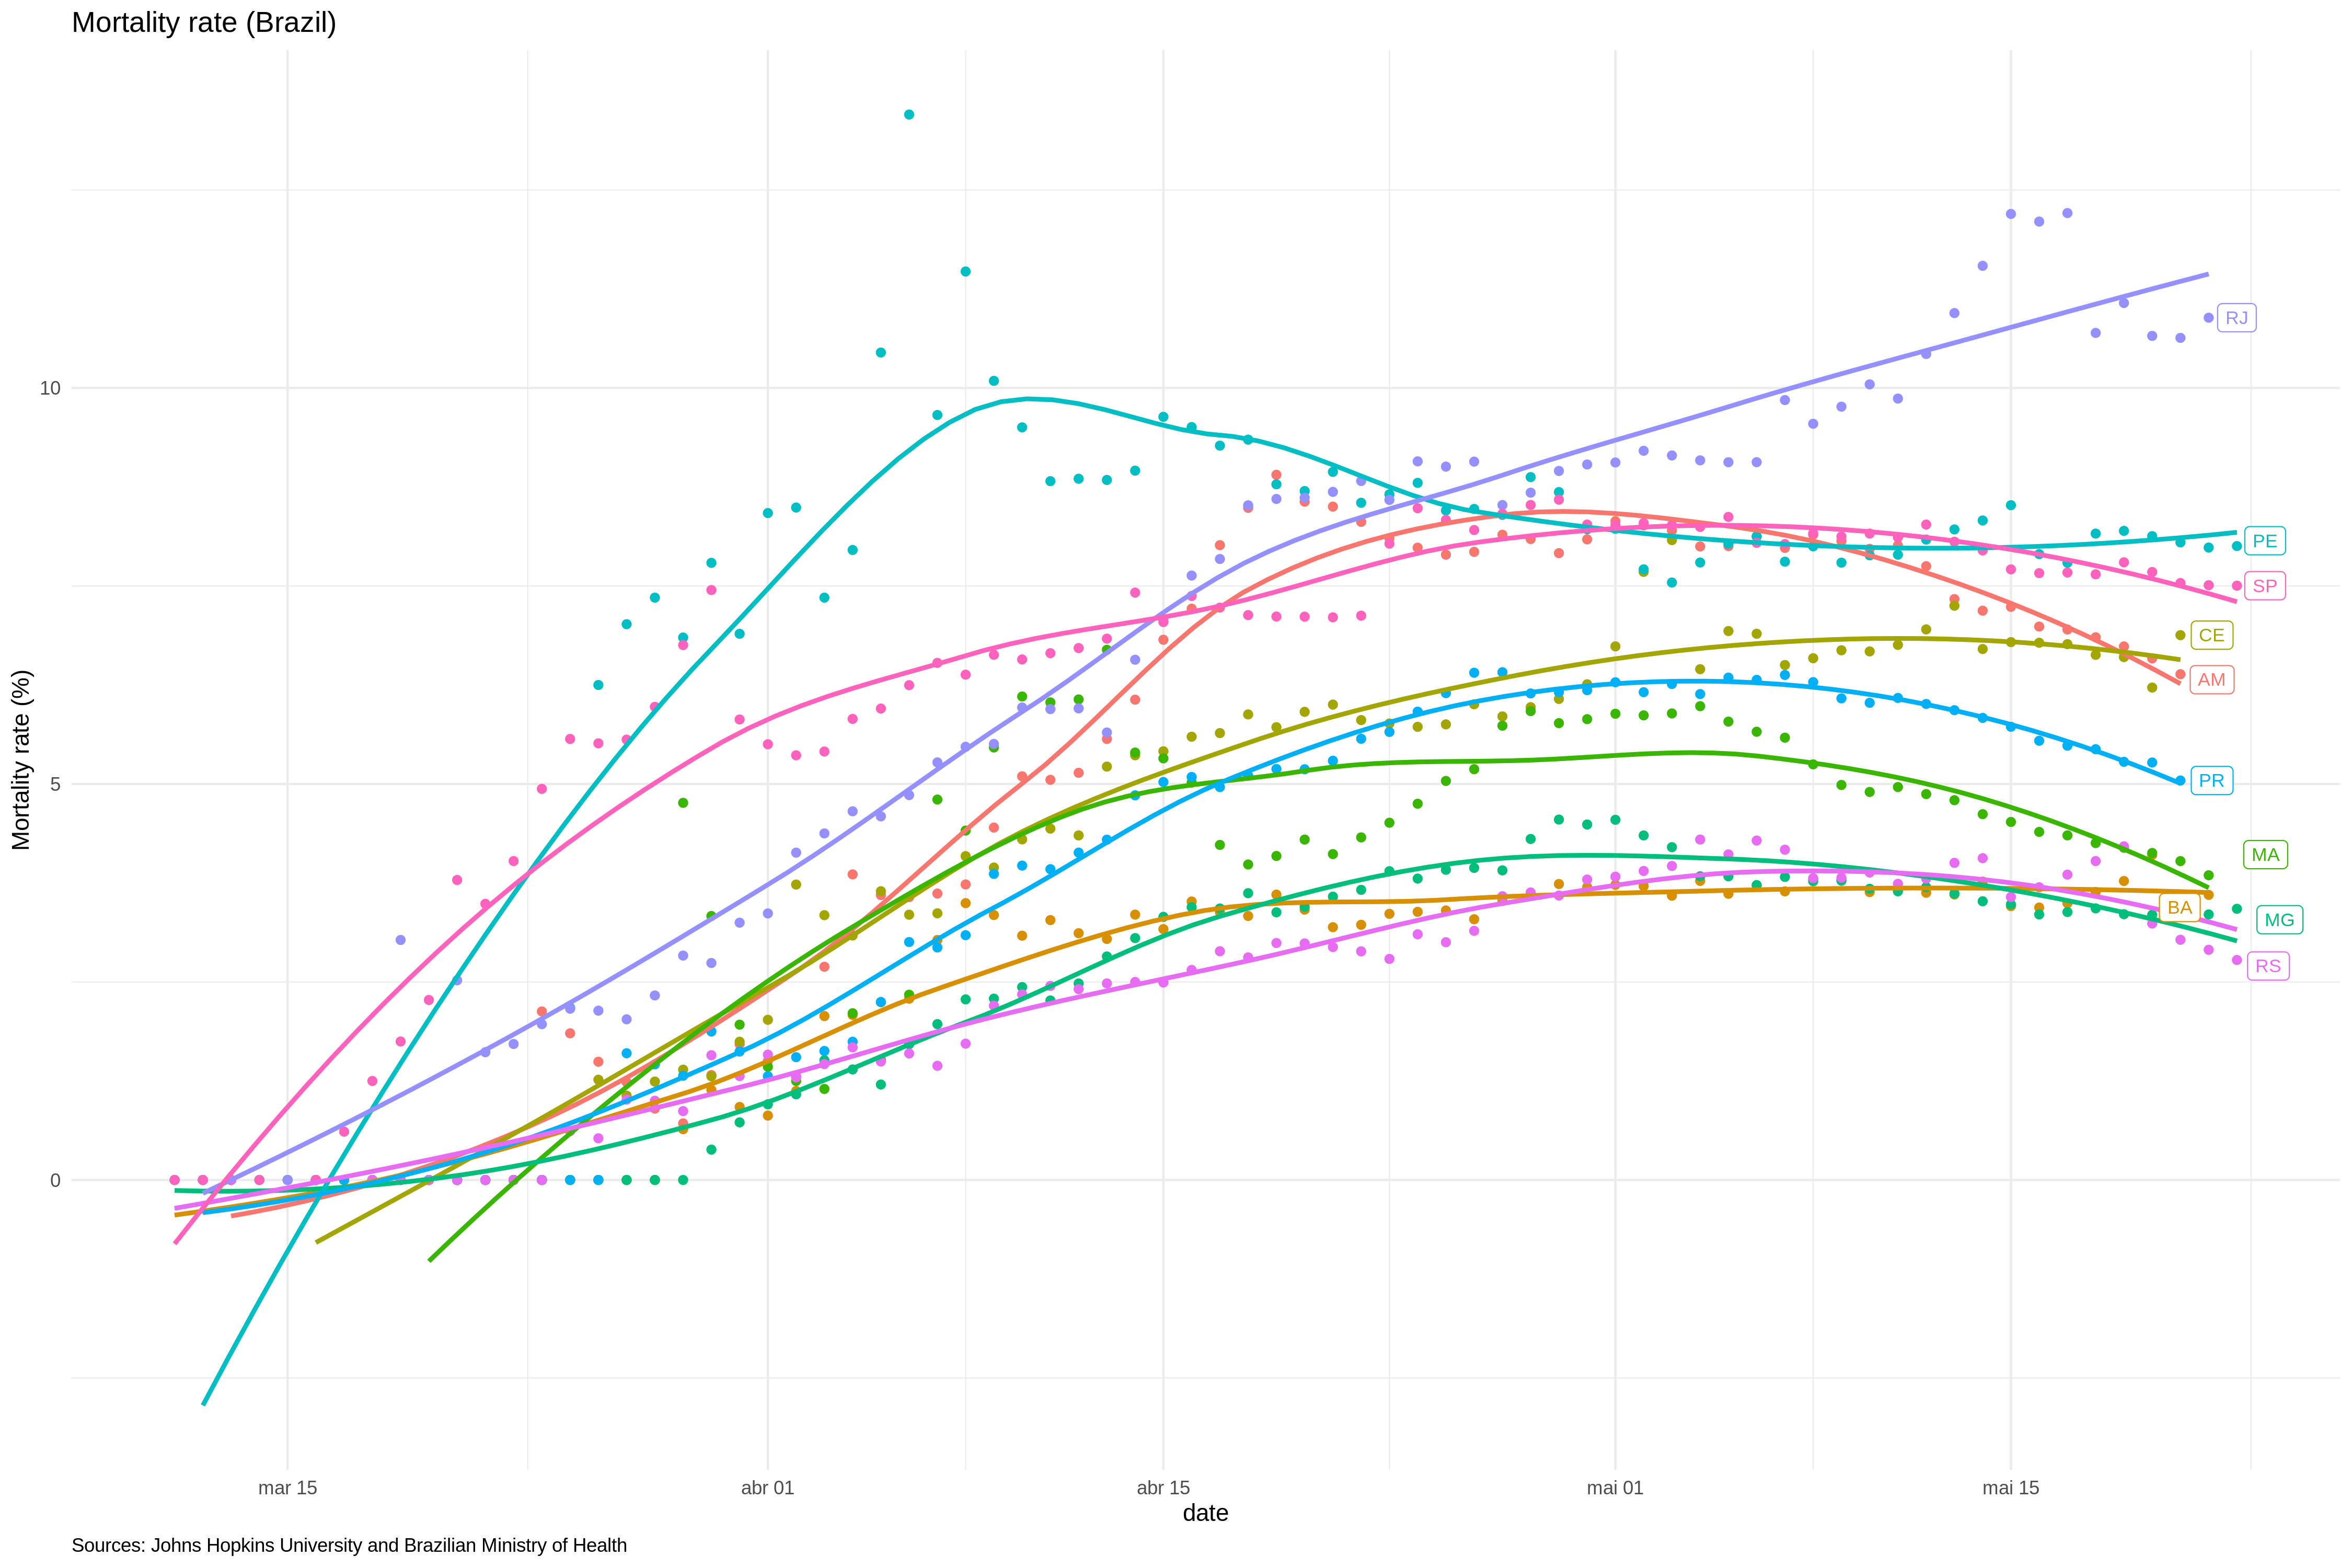 Mortality rate (Brazil)
Mortality rate (%)
10
5
0
RJ
PE
SP
CE
AM
PR
MA
BA
MG
RS
mar 15
abr 01
abr 15
mai 01
mai 15
date
Sources: Johns Hopkins University and Brazilian Ministry of Health